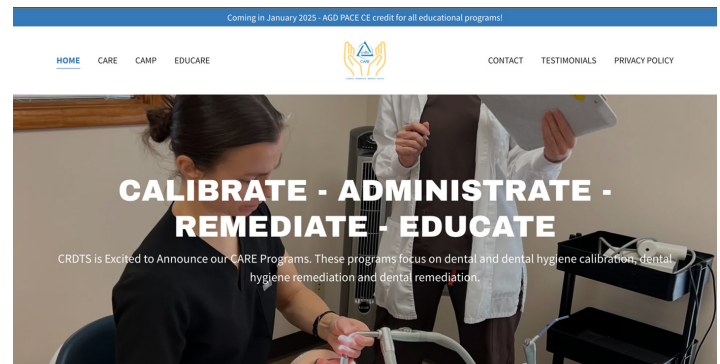 Coming in January 2025 - AGD PACE CE credit for all educational programs!
HOME CARE CAMP EDUCARE
CARE
CONTACT TESTIMONIALS PRIVACY POLICY
CALIBRATE - ADMINISTRATE -
REMEDIATE - EDUCATE
CRDTS is Excited to Announce our CARE Programs. These programs focus on dental and dental hygiene calibration, dental
hygiene remediation and dental remediation.